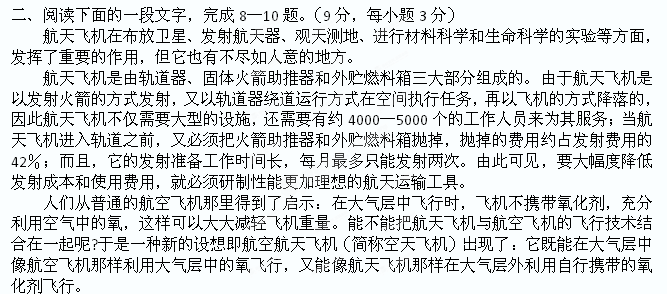 二、阅读下面的一段文字，完成 8—10 题。（9 分，每小题 3 分）
航天飞机在布放卫星、发射航天器、观天测地、进行材料科学和生命科学的实验等方面，
发挥了重要的作用，但它也有不尽如人意的地方。
航天飞机是由轨道器、固体火箭助推器和外贮燃料箱三大部分组成的。由于航天飞机是
以发射火箭的方式发射，又以轨道器绕道运行方式在空间执行任务，再以飞机的方式降落的，
因此航天飞机不仅需要大型的设施，还需要有约 4000—5000 个的工作人员来为其服务；当航
天飞机进入轨道之前，又必须把火箭助推器和外贮燃料箱抛掉，抛掉的费用约占发射费用的
42％；而且，它的发射准备工作时间长，每月最多只能发射两次。由此可见，要大幅度降低
发射成本和使用费用，就必须研制性能更加理想的航天运输工具。
人们从普通的航空飞机那里得到了启示：在大气层中飞行时，飞机不携带氧化剂，充分
利用空气中的氧，这样可以大大减轻飞机重量。能不能把航天飞机与航空飞机的飞行技术结
合在一起呢?于是一种新的设想即航空航天飞机（简称空天飞机）出现了：它既能在大气层中
像航空飞机那样利用大气层中的氧飞行，又能像航天飞机那样在大气层外利用自行携带的氧
化剂飞行。